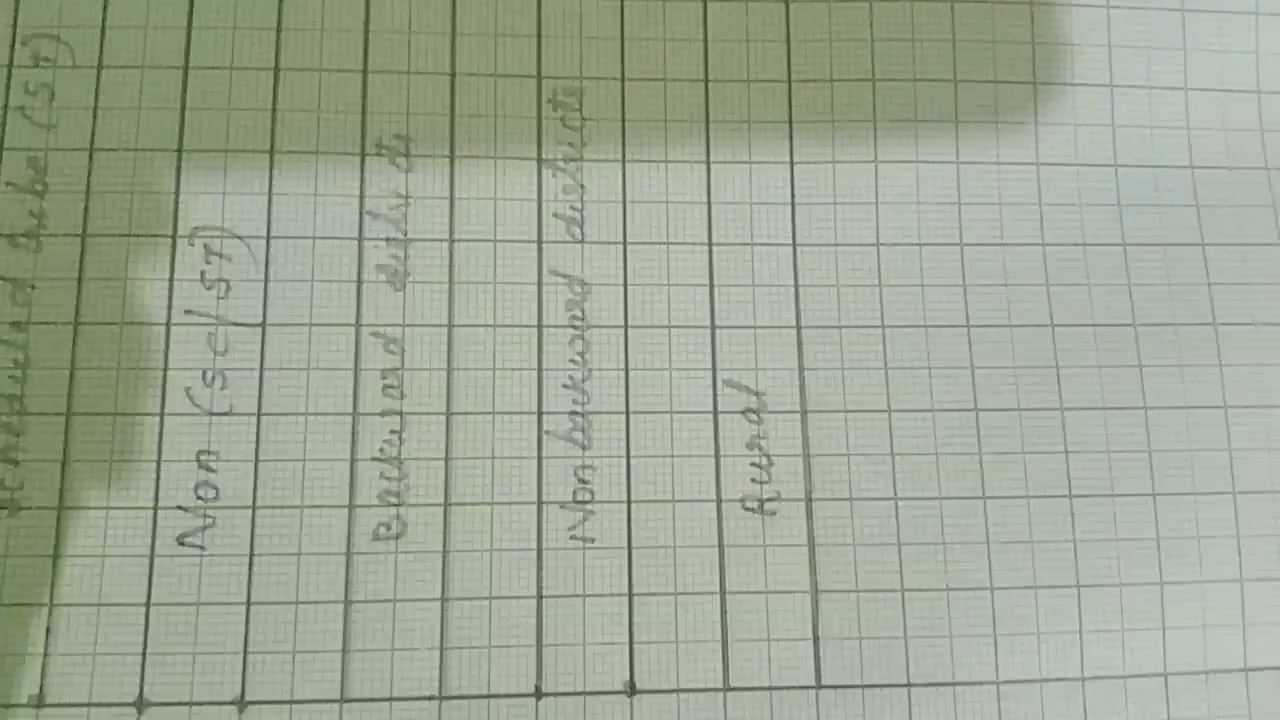 Scheduled Tribe (ST)
Non (SC/ST)
Backward districts
Non backward districts
Rural